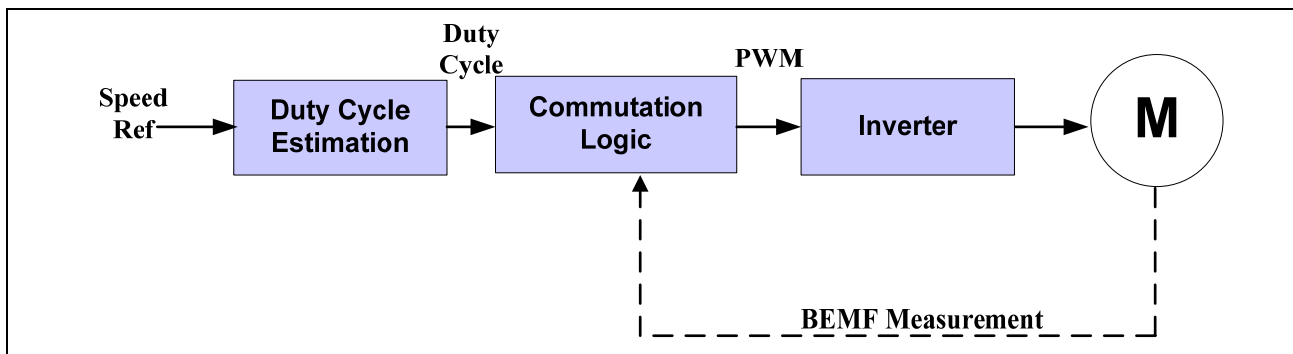 Speed
Ref
Duty Cycle
Estimation
Duty
Cycle
Commutation
Logic
PWM
Inverter
M
BEMF Measurement